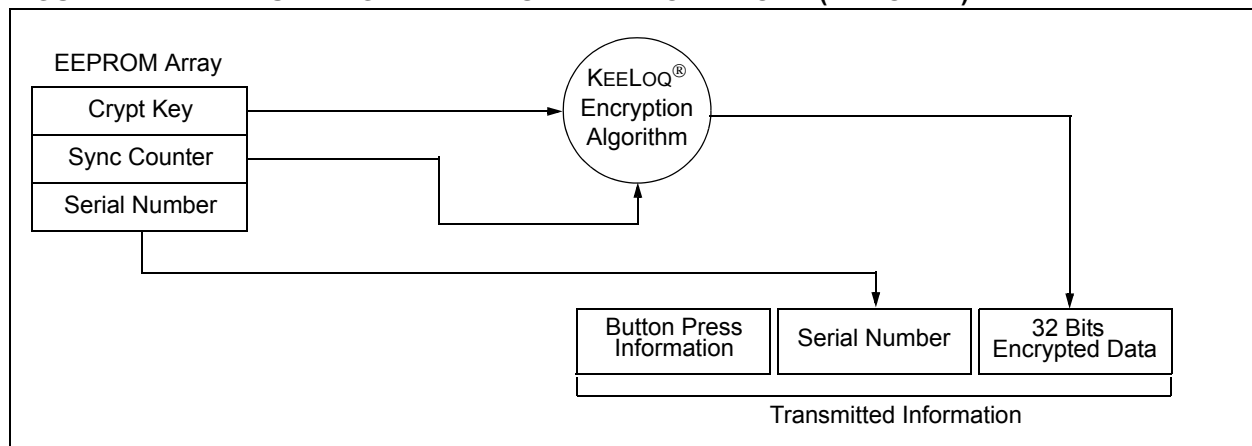 EEPROM Array
Crypt Key
Sync Counter
Serial Number
KEELOQ®
Encryption
Algorithm
Button Press
Information
Serial Number
32 Bits
Encrypted Data
Transmitted Information